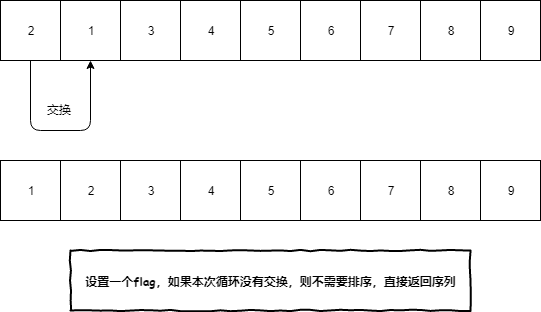 2 1 3 4 5 6 7 8 9
交换
1 2 3 4 5 6 7 8 9
设置一个flag，如果本次循环没有交换，则不需要排序，直接返回序列